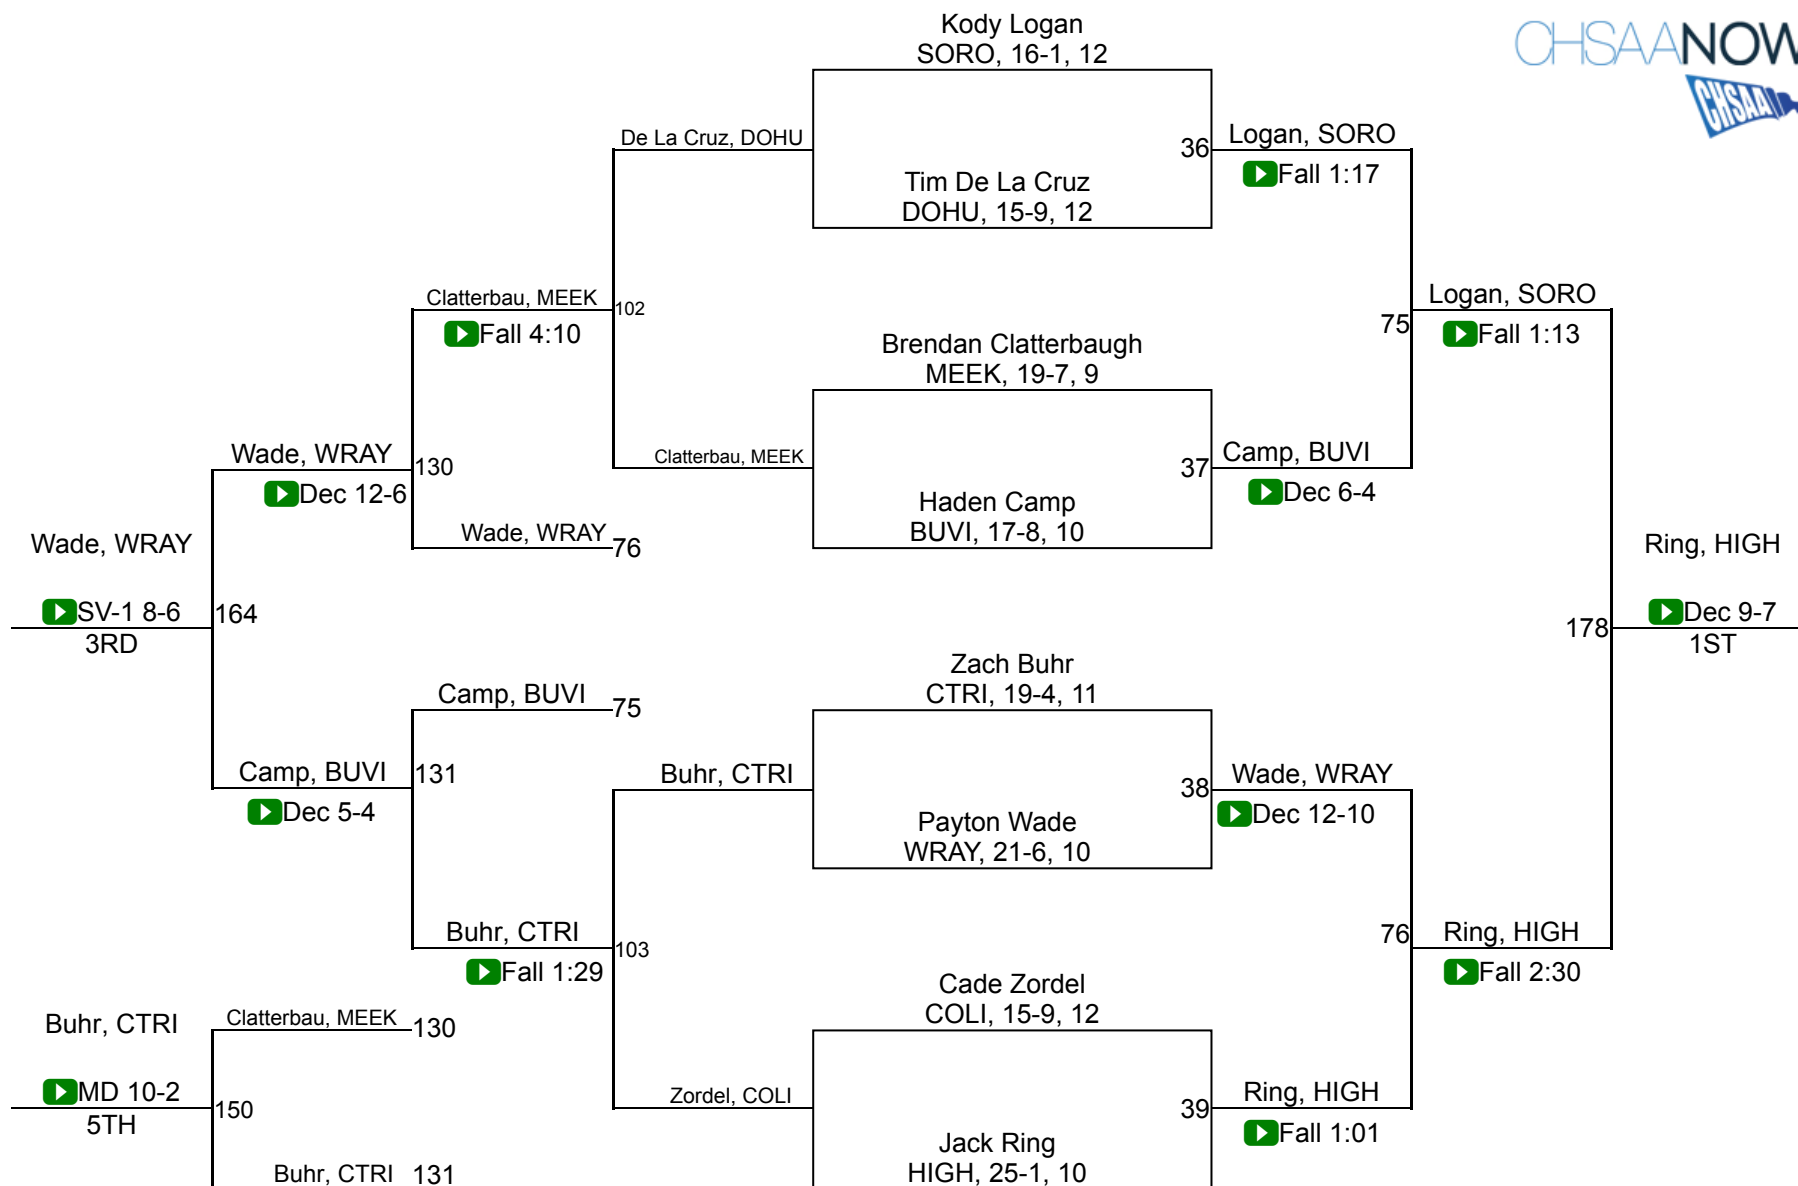 Kody Logan
SORO, 16-1, 12
CHSAANOW
CHSAA
De La Cruz, DOHU
36
Logan, SORO
Fall 1:17
Tim De La Cruz
DOHU, 15-9, 12
Clatterbau, MEEK
102
Fall 4:10
Logan, SORO
75
Fall 1:13
Brendan Clatterbaugh
MEEK, 19-7, 9
Wade, WRAY
130
Dec 12-6
Clatterbau, MEEK
37
Camp, BUVI
Dec 6-4
Haden Camp
BUVI, 17-8, 10
Wade, WRAY
76
Wade, WRAY
Ring, HIGH
SV-1 8-6
164
3RD
178
Dec 9-7
1ST
Zach Buhr
CTRI, 19-4, 11
Camp, BUVI
75
Camp, BUVI
131
Dec 5-4
Buhr, CTRI
38
Wade, WRAY
Dec 12-10
Payton Wade
WRAY, 21-6, 10
Buhr, CTRI
103
Fall 1:29
76
Ring, HIGH
Fall 2:30
Cade Zordel
COLI, 15-9, 12
Buhr, CTRI
Clatterbau, MEEK
130
MD 10-2
150
5TH
Zordel, COLI
39
Ring, HIGH
Fall 1:01
Jack Ring
HIGH, 25-1, 10
Buhr, CTRI
131